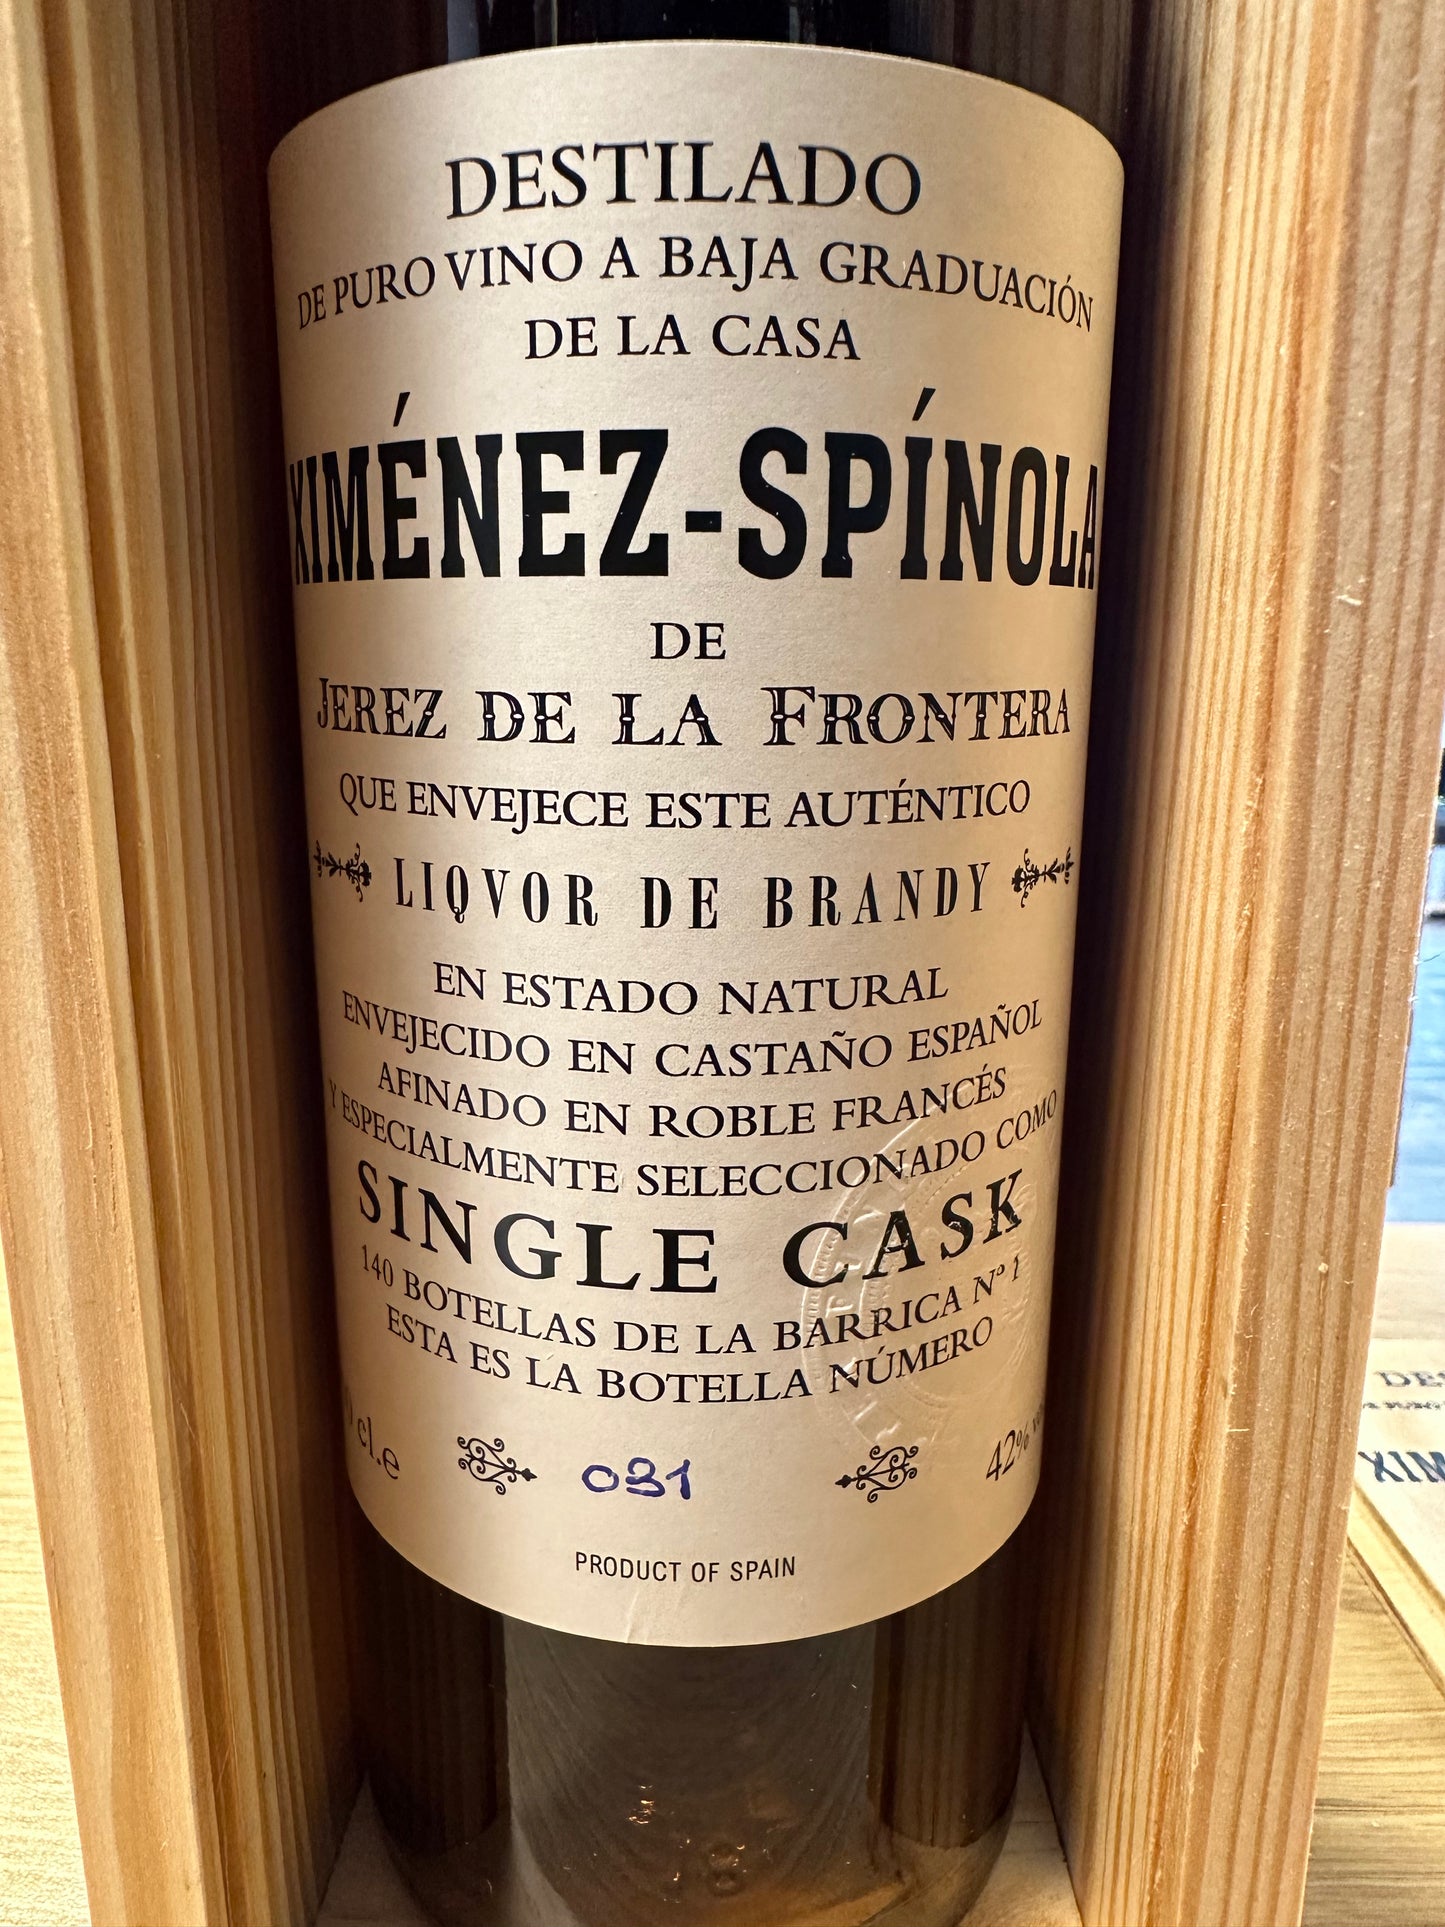 DESTILADO
DE PURO VINO A BAJA GRADUACIÓN
DE LA CASA
XIMÉNEZ-SPÍNOLA
DE
JEREZ DE LA FRONTERA
QUE ENVEJECE ESTE AUTÉNTICO
LIQVOR DE BRANDY
EN ESTADO NATURAL
ENVEJECIDO EN CASTAÑO ESPAÑOL
AFINADO EN ROBLE FRANCÉS
Y ESPECIALMENTE SELECCIONADO COMO
SINGLE CASK
140 BOTELLAS DE LA BARRICA Nº 1
ESTA ES LA BOTELLA NÚMERO
cl.e 031 42%
PRODUCT OF SPAIN
XIM